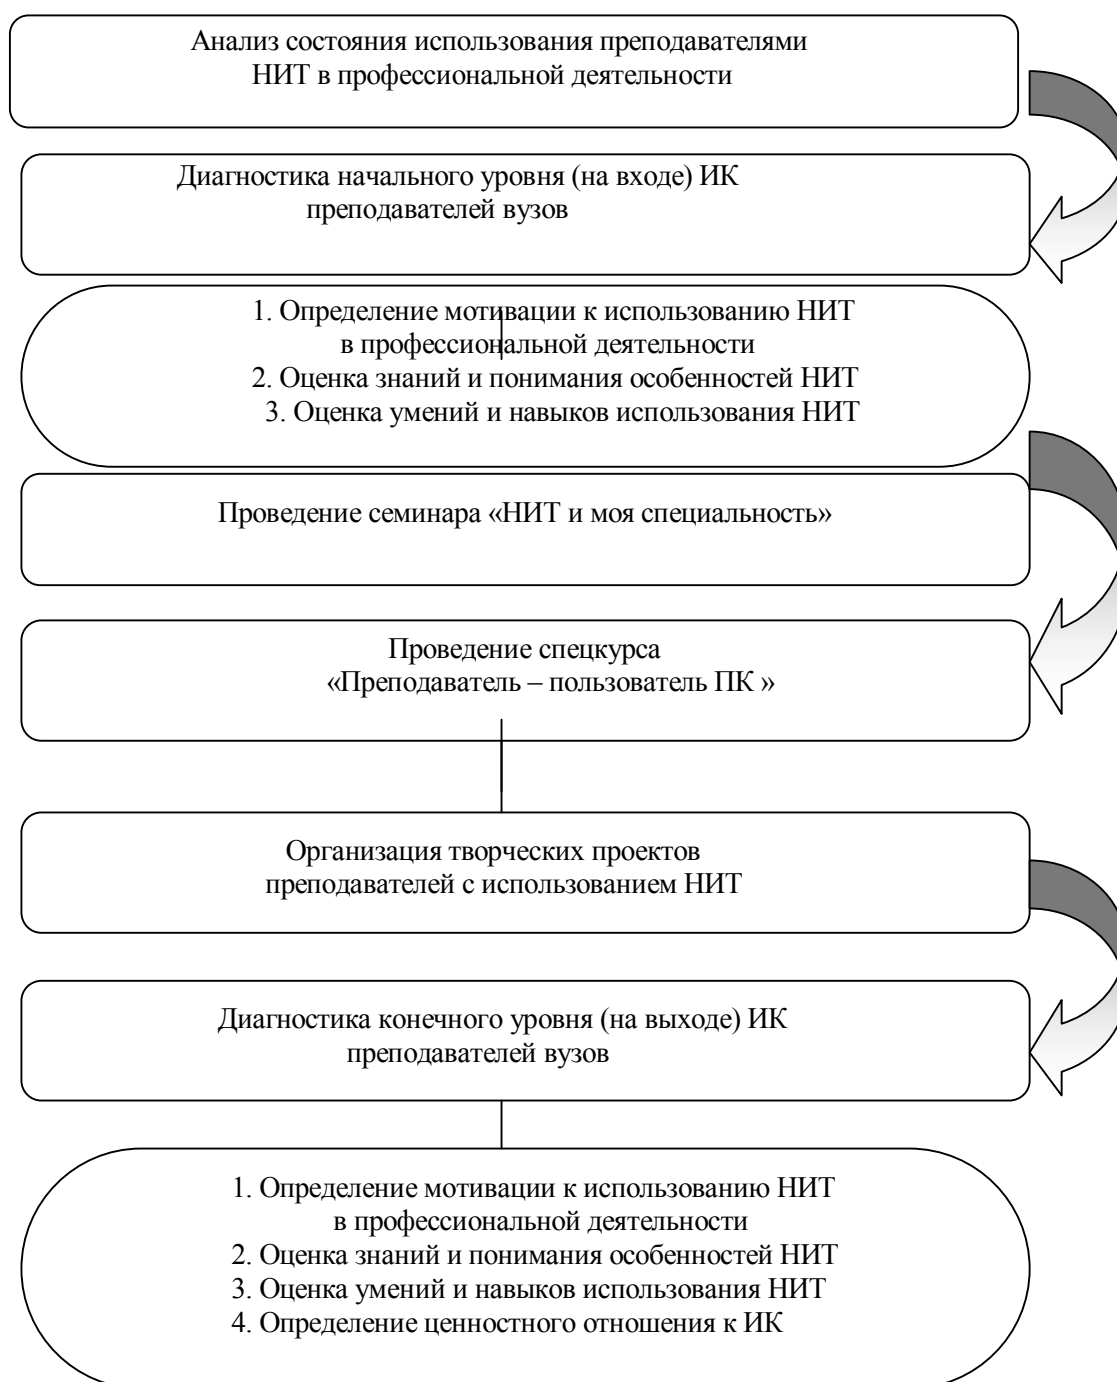 Анализ состояния использования преподавателями
НИТ в профессиональной деятельности
Диагностика начального уровня (на входе) ИК
преподавателей вузов
1. Определение мотивации к использованию НИТ
в профессиональной деятельности
2. Оценка знаний и понимания особенностей НИТ
3. Оценка умений и навыков использования НИТ
Проведение семинара «НИТ и моя специальность»
Проведение спецкурса
«Преподаватель – пользователь ПК »
Организация творческих проектов
преподавателей с использованием НИТ
Диагностика конечного уровня (на выходе) ИК
преподавателей вузов
1. Определение мотивации к использованию НИТ
в профессиональной деятельности
2. Оценка знаний и понимания особенностей НИТ
3. Оценка умений и навыков использования НИТ
4. Определение ценностного отношения к ИК